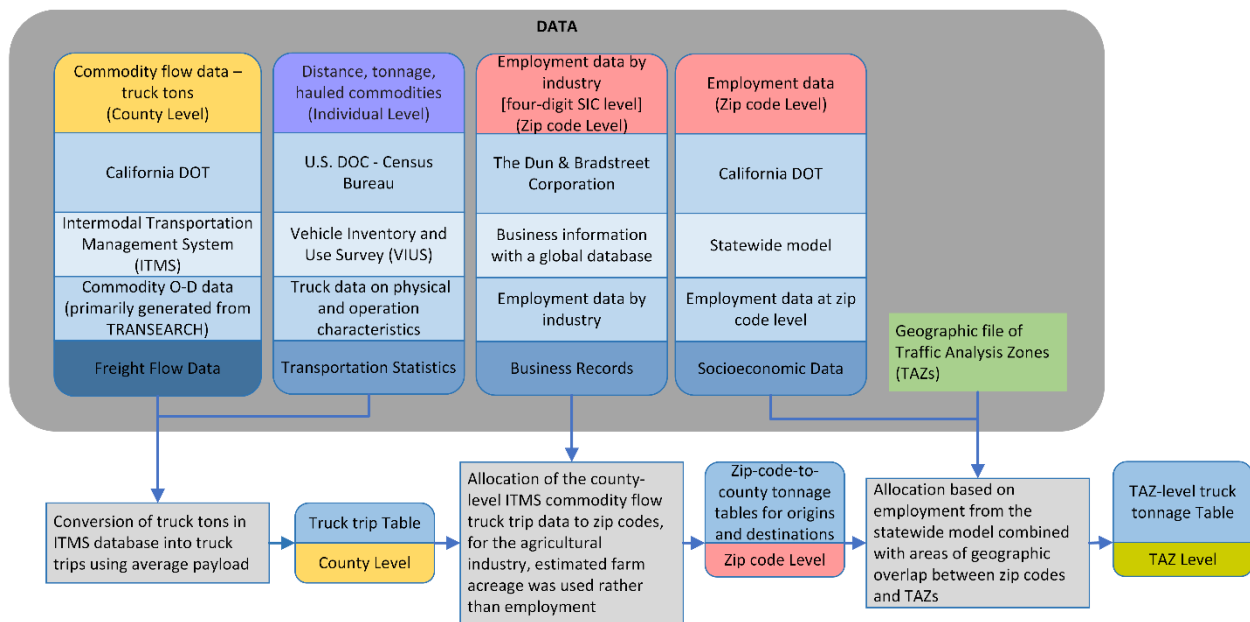 DATA
Commodity flow data –
truck tons
(County Level)
California DOT
Intermodal Transportation
Management System
(ITMS)
Commodity O-D data
(primarily generated from
TRANSEARCH)
Freight Flow Data
Distance, tonnage,
hauled commodities
(Individual Level)
U.S. DOC - Census
Bureau
Vehicle Inventory and
Use Survey (VIUS)
Truck data on physical
and operation
characteristics
Transportation Statistics
Employment data by
industry
[four-digit SIC level]
(Zip code Level)
The Dun & Bradstreet
Corporation
Business information
with a global database
Employment data by
industry
Business Records
Employment data
(Zip code Level)
California DOT
Statewide model
Employment data at zip
code level
Socioeconomic Data
Geographic file of
Traffic Analysis Zones
(TAZs)
Conversion of truck tons in
ITMS database into truck
trips using average payload
Truck trip Table
County Level
Allocation of the county-
level ITMS commodity flow
truck trip data to zip codes,
for the agricultural
industry, estimated farm
acreage was used rather
than employment
Zip-code-to-
county tonnage
tables for origins
and destinations
Zip code Level
Allocation based on
employment from the
statewide model combined
with areas of geographic
overlap between zip codes
and TAZs
TAZ-level truck
tonnage Table
TAZ Level